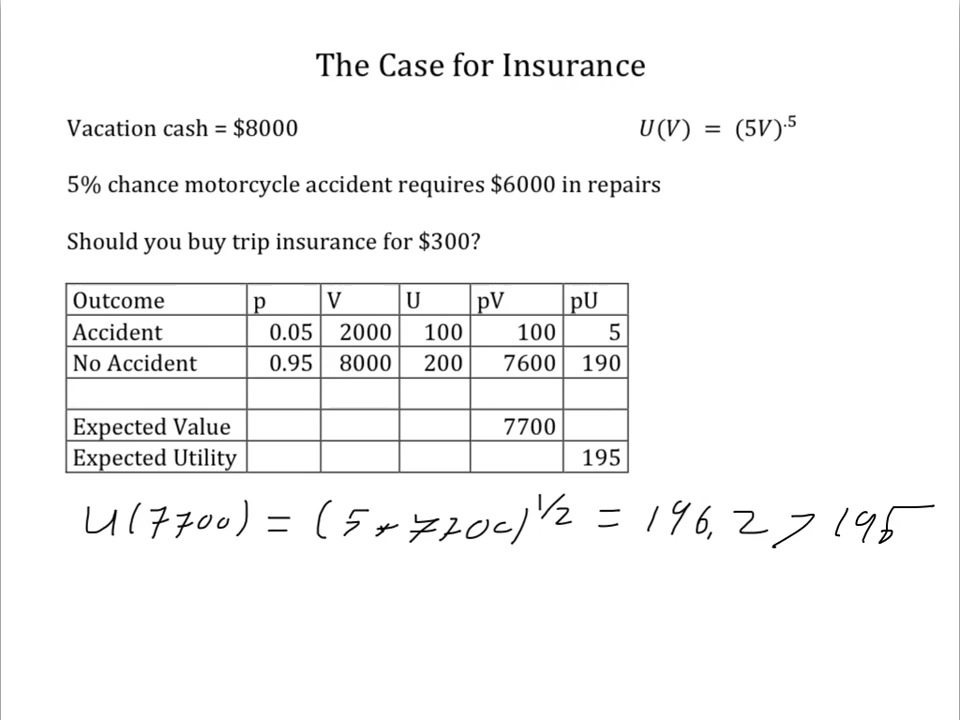 The Case for Insurance
Vacation cash = $8000 U(V) = (5V)^.5
5% chance motorcycle accident requires $6000 in repairs
Should you buy trip insurance for $300?
Outcome p V U pV pU
Accident 0.05 2000 100 100 5
No Accident 0.95 8000 200 7600 190
Expected Value 7700
Expected Utility 195
U(7700) = (5*7700)^1/2 = 196.2 > 195